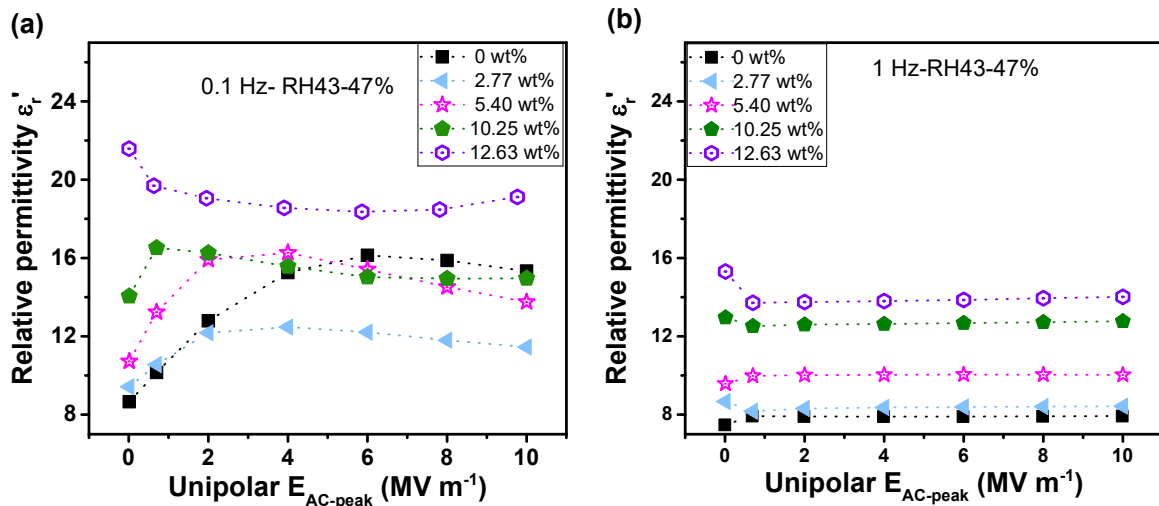 (a)
Relative permittivity εr'
24
20
16
12
8
0.1 Hz- RH43-47%
0 wt%
2.77 wt%
5.40 wt%
10.25 wt%
12.63 wt%
0 2 4 6 8 10
Unipolar EAC-peak (MV m-1)
(b)
Relative permittivity εr'
24
20
16
12
8
0 wt%
2.77 wt%
5.40 wt%
10.25 wt%
12.63 wt%
1 Hz-RH43-47%
0 2 4 6 8 10
Unipolar EAC-peak (MV m-1)